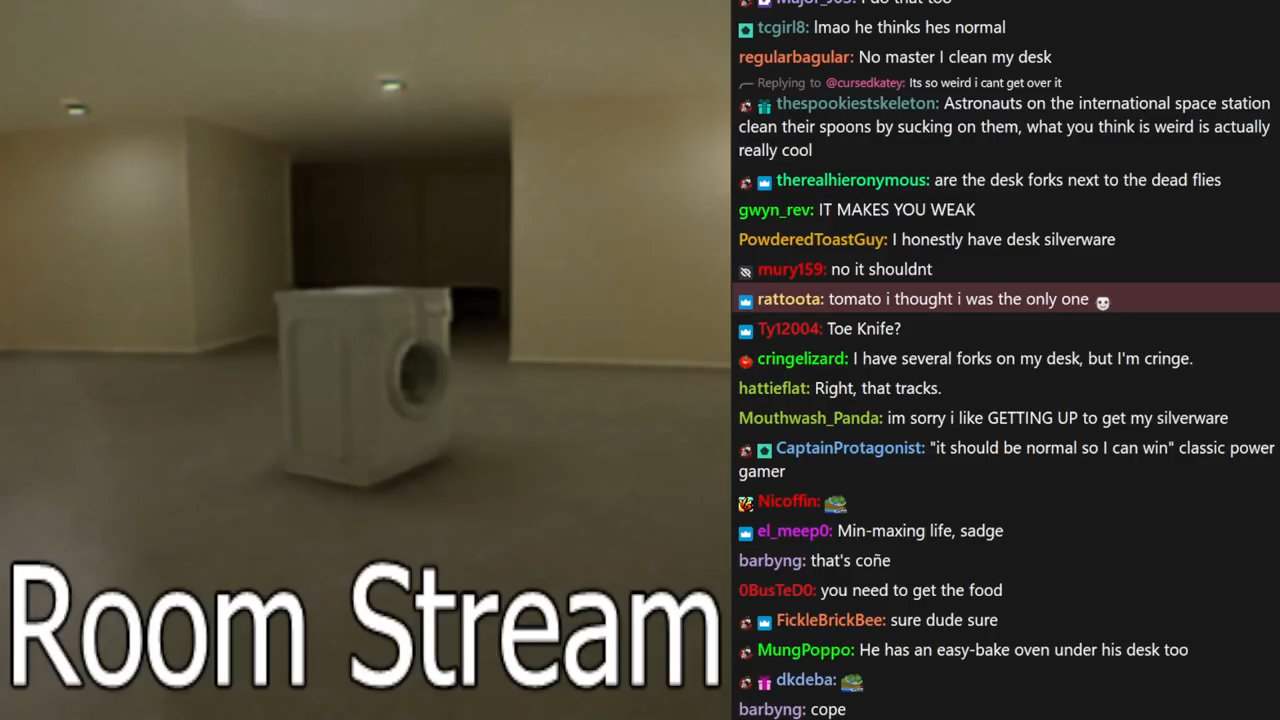 Major_J03: I do that too
tcgirl8: lmao he thinks hes normal
regularbagular: No master I clean my desk
Replying to @cursedkatey: Its so weird i cant get over it
thespookiestskeleton: Astronauts on the international space station
clean their spoons by sucking on them, what you think is weird is actually
really cool
therealhieronymous: are the desk forks next to the dead flies
gwyn_rev: IT MAKES YOU WEAK
PowderedToastGuy: I honestly have desk silverware
mury159: no it shouldnt
rattoota: tomato i thought i was the only one
Ty12004: Toe Knife?
cringelizard: I have several forks on my desk, but I'm cringe.
hattieflat: Right, that tracks.
Mouthwash_Panda: im sorry i like GETTING UP to get my silverware
CaptainProtagonist: "it should be normal so I can win" classic power
gamer
Nicoffin:
el_meep0: Min-maxing life, sadge
barbyng: that's coñe
0BusTeD0: you need to get the food
FickleBrickBee: sure dude sure
MungPoppo: He has an easy-bake oven under his desk too
dkdeba:
barbyng: cope
Room Stream